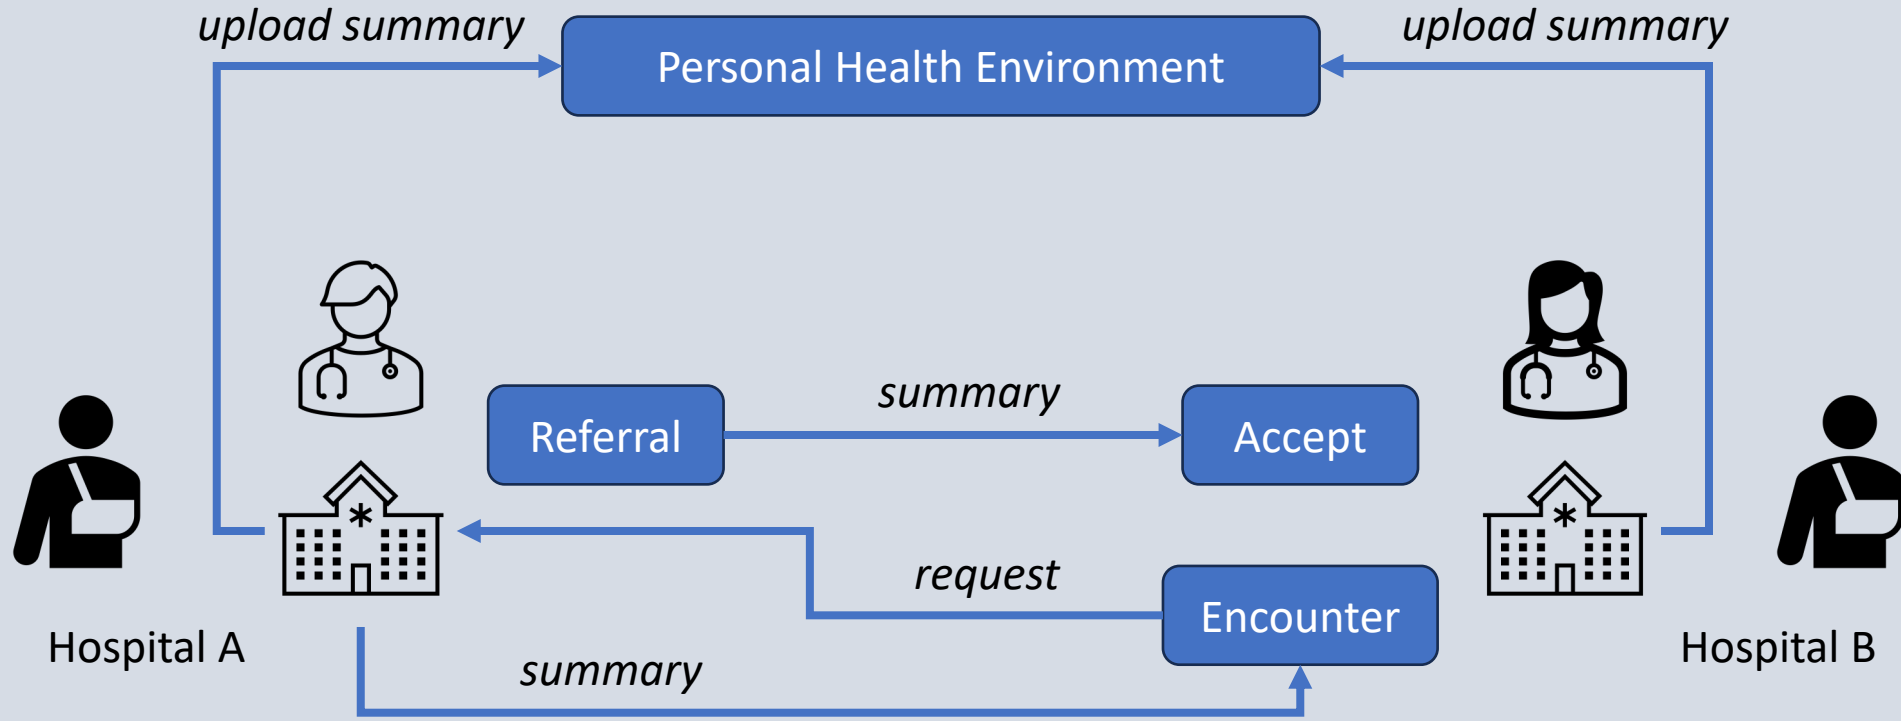 upload summary
Personal Health Environment
upload summary
summary
Referral
Accept
request
Encounter
Hospital A
Hospital B
summary